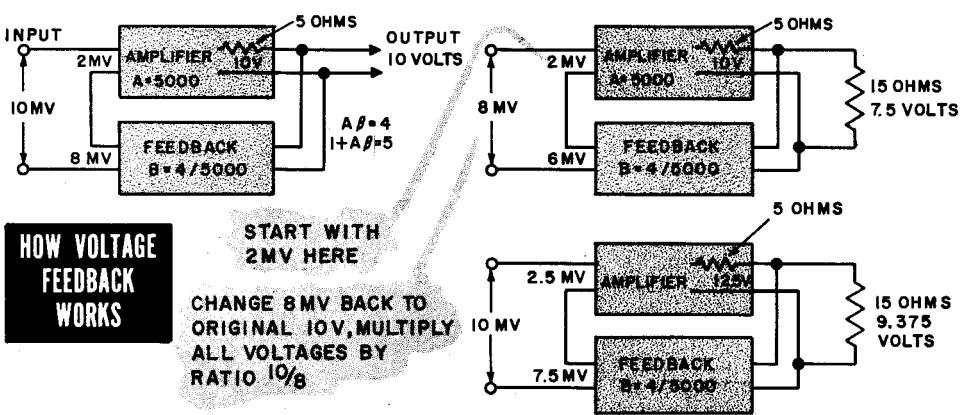 INPUT
10 MV
2MV
8 MV
AMPLIFIER
A=5000
10V
5 OHMS
FEEDBACK
B=4/5000
OUTPUT
10 VOLTS
Aβ=4
1+Aβ=5
8 MV
2MV
6MV
AMPLIFIER
A=5000
10V
5 OHMS
FEEDBACK
B=4/5000
15 OHMS
7.5 VOLTS
HOW VOLTAGE
FEEDBACK
WORKS
START WITH
2MV HERE
CHANGE 8MV BACK TO
ORIGINAL 10V, MULTIPLY
ALL VOLTAGES BY
RATIO 10/8
10 MV
2.5 MV
7.5 MV
AMPLIFIER
12.5V
5 OHMS
FEEDBACK
B=4/5000
15 OHMS
9.375
VOLTS